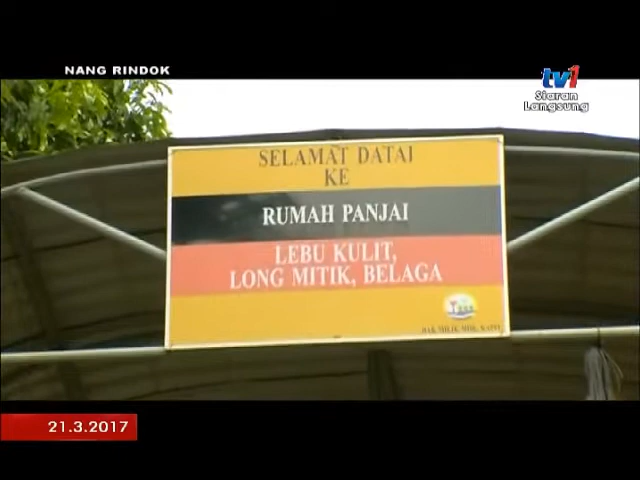 NANG RINDOK
tv1
Siaran
Langsung
SELAMAT DATAI
KE
RUMAH PANJAI
LEBU KULIT,
LONG MITIK, BELAGA
21.3.2017